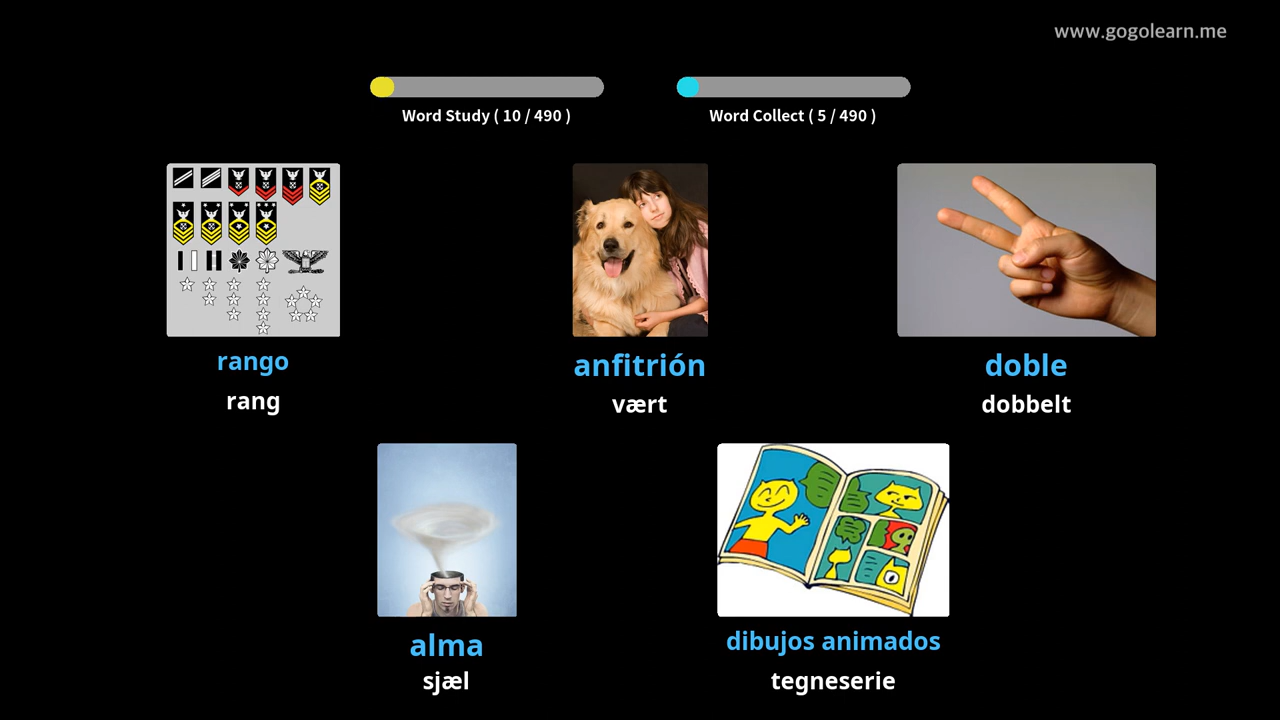 www.gogolearn.me
Word Study ( 10 / 490 )
Word Collect ( 5 / 490 )
rango
rang
anfitrión
vært
doble
dobbelt
alma
sjæl
dibujos animados
tegneserie